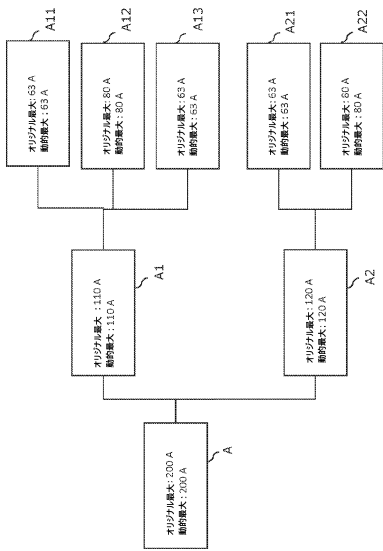 A11
オリジナル最大: 63 A
動的最大 : 63 A
A12
オリジナル最大: 80 A
動的最大 : 80 A
A13
オリジナル最大: 63 A
動的最大 : 63 A
A21
オリジナル最大: 63 A
動的最大 : 63 A
A22
オリジナル最大: 80 A
動的最大 : 80 A
A1
オリジナル最大 : 110 A
動的最大 : 110 A
A2
オリジナル最大 : 120 A
動的最大 : 120 A
A
オリジナル最大 : 200 A
動的最大 : 200 A